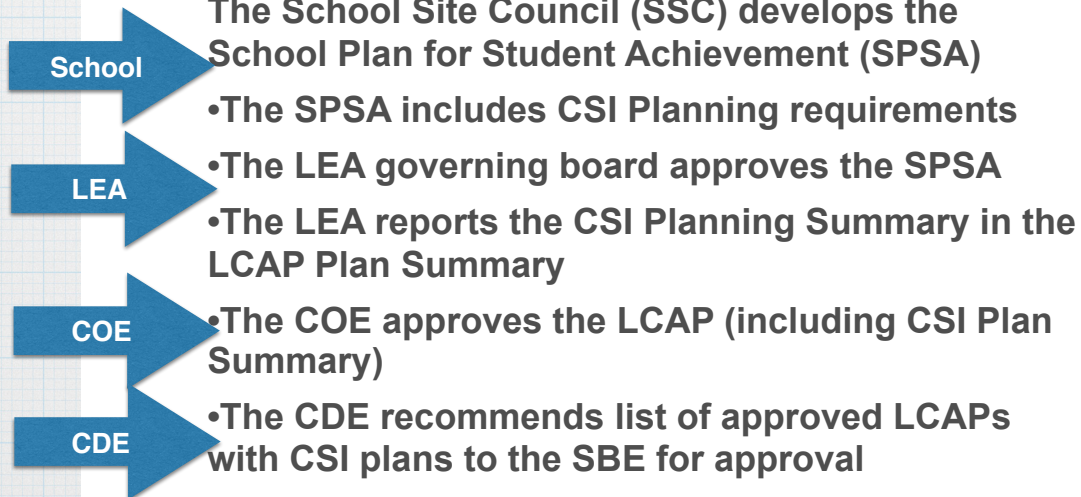 The School Site Council (SSC) develops the
School
School Plan for Student Achievement (SPSA)
•The SPSA includes CSI Planning requirements
•The LEA governing board approves the SPSA
LEA
•The LEA reports the CSI Planning Summary in the
LCAP Plan Summary
COE
•The COE approves the LCAP (including CSI Plan
Summary)
•The CDE recommends list of approved LCAPs
CDE
with CSI plans to the SBE for approval